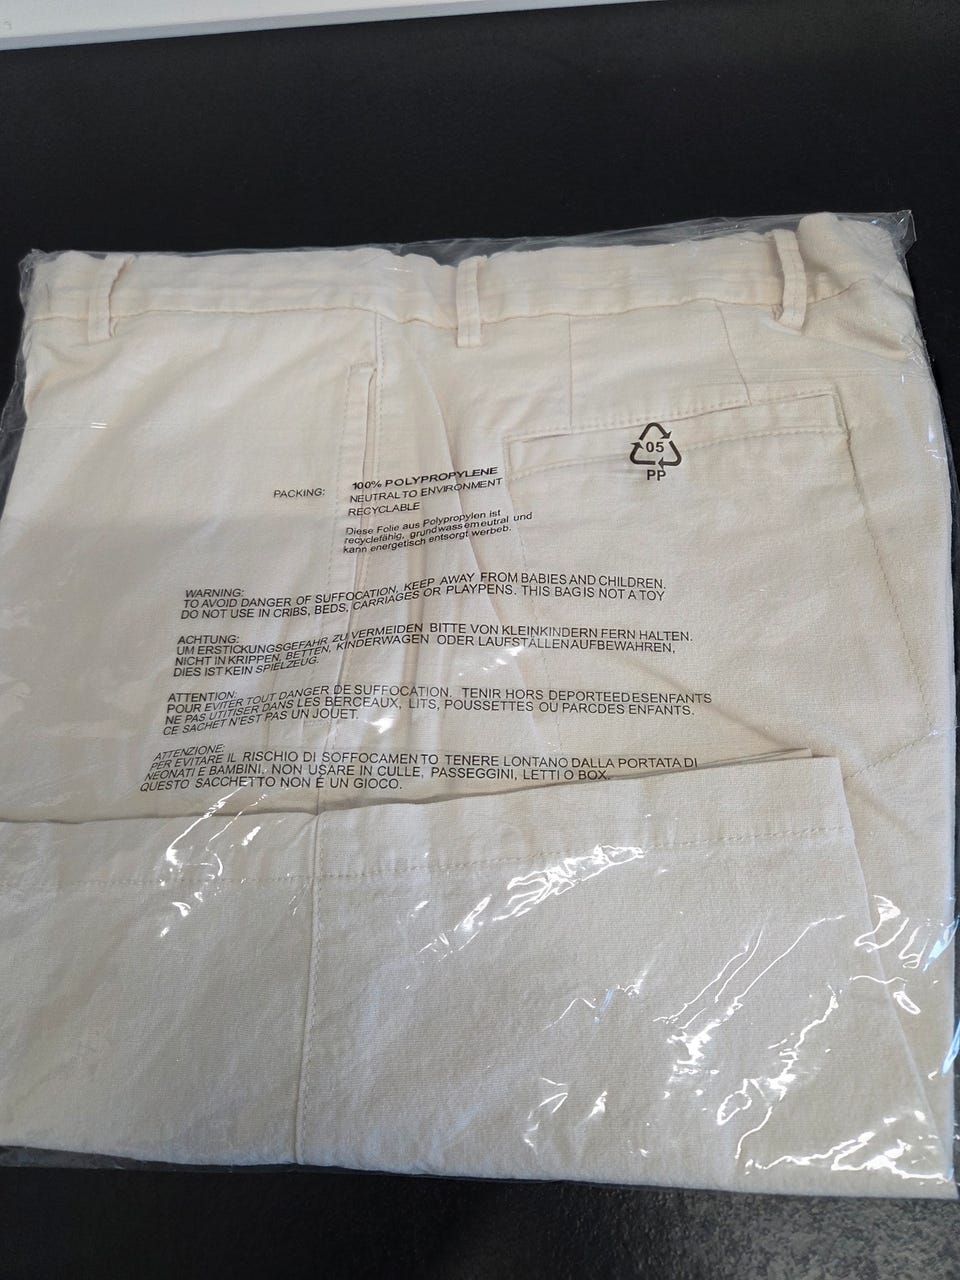 05
PP
PACKING:
100% POLYPROPYLENE
NEUTRAL TO ENVIRONMENT
RECYCLABLE
Diese Folie aus Polypropylen ist
recyclefähig, grundwasserneutral und
kann energetisch entsorgt werbeb.
WARNING:
TO AVOID DANGER OF SUFFOCATION, KEEP AWAY FROM BABIES AND CHILDREN.
DO NOT USE IN CRIBS, BEDS, CARRIAGES OR PLAYPENS. THIS BAG IS NOT A TOY
ACHTUNG:
UM ERSTICKUNGSGEFAHR ZU VERMEIDEN BITTE VON KLEINKINDERN FERN HALTEN.
NICHT IN KRIPPEN, BETTEN, KINDERWAGEN ODER LAUFSTÄLLEN AUFBEWAHREN,
DIES IST KEIN SPIELZEUG.
ATTENTION:
POUR EVITER TOUT DANGER DE SUFFOCATION. TENIR HORS DEPORTEED ESENFANTS
NE PAS UTITISER DANS LES BERCEAUX, LITS, POUSSETTES OU PARCDES ENFANTS.
CE SACHET N'EST PAS UN JOUET.
ATTENZIONE:
PER EVITARE IL RISCHIO DI SOFFOCAMENTO TENERE LONTANO DALLA PORTATA DI
NEONATI E BAMBINI. NON USARE IN CULLE, PASSEGGINI, LETTI O BOX.
QUESTO SACCHETTO NON É UN GIOCO.